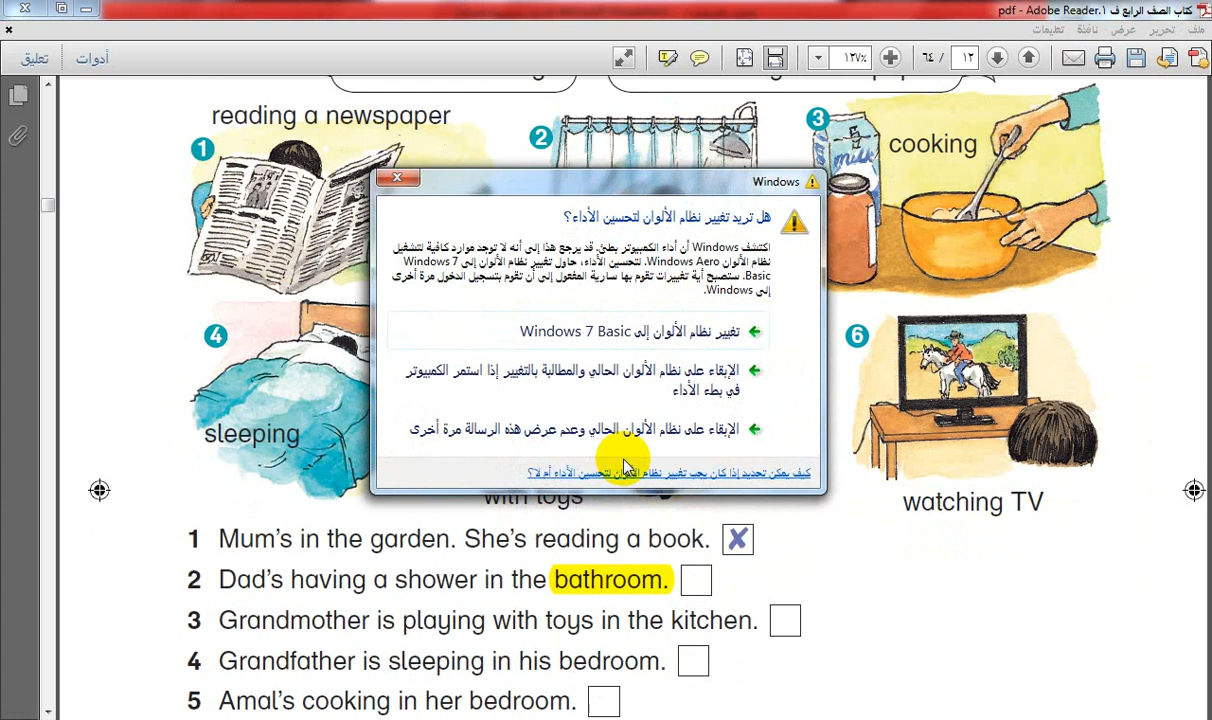 كتاب الصف الرابع ف ١.pdf - Adobe Reader
ملف تحرير عرض نافذة تعليمات
١٢ / ٦٤ ١٢٧٪ أدوات تعليق
reading a newspaper
1
2
3
cooking
milk
Windows
هل تريد تغيير نظام الألوان لتحسين الأداء؟
اكتشف Windows أن أداء الكمبيوتر بطئ. قد يرجع هذا إلى أنه لا توجد موارد كافية لتشغيل
نظام الألوان Windows Aero. لتحسين الأداء، حاول تغيير نظام الألوان إلى Windows 7
Basic. ستصبح أية تغييرات تقوم بها سارية المفعول إلى أن تقوم بتسجيل الدخول مرة أخرى
إلى Windows.
تغيير نظام الألوان إلى Windows 7 Basic
الإبقاء على نظام الألوان الحالي والمطالبة بالتغيير إذا استمر الكمبيوتر
في بطء الأداء
الإبقاء على نظام الألوان الحالي وعدم عرض هذه الرسالة مرة أخرى
كيف يمكن تحديد إذا كان يجب تغيير نظام الألوان لتحسين الأداء أم لا؟
4
sleeping
6
with toys
watching TV
1 Mum's in the garden. She's reading a book. ✘
2 Dad's having a shower in the bathroom.
3 Grandmother is playing with toys in the kitchen.
4 Grandfather is sleeping in his bedroom.
5 Amal's cooking in her bedroom.